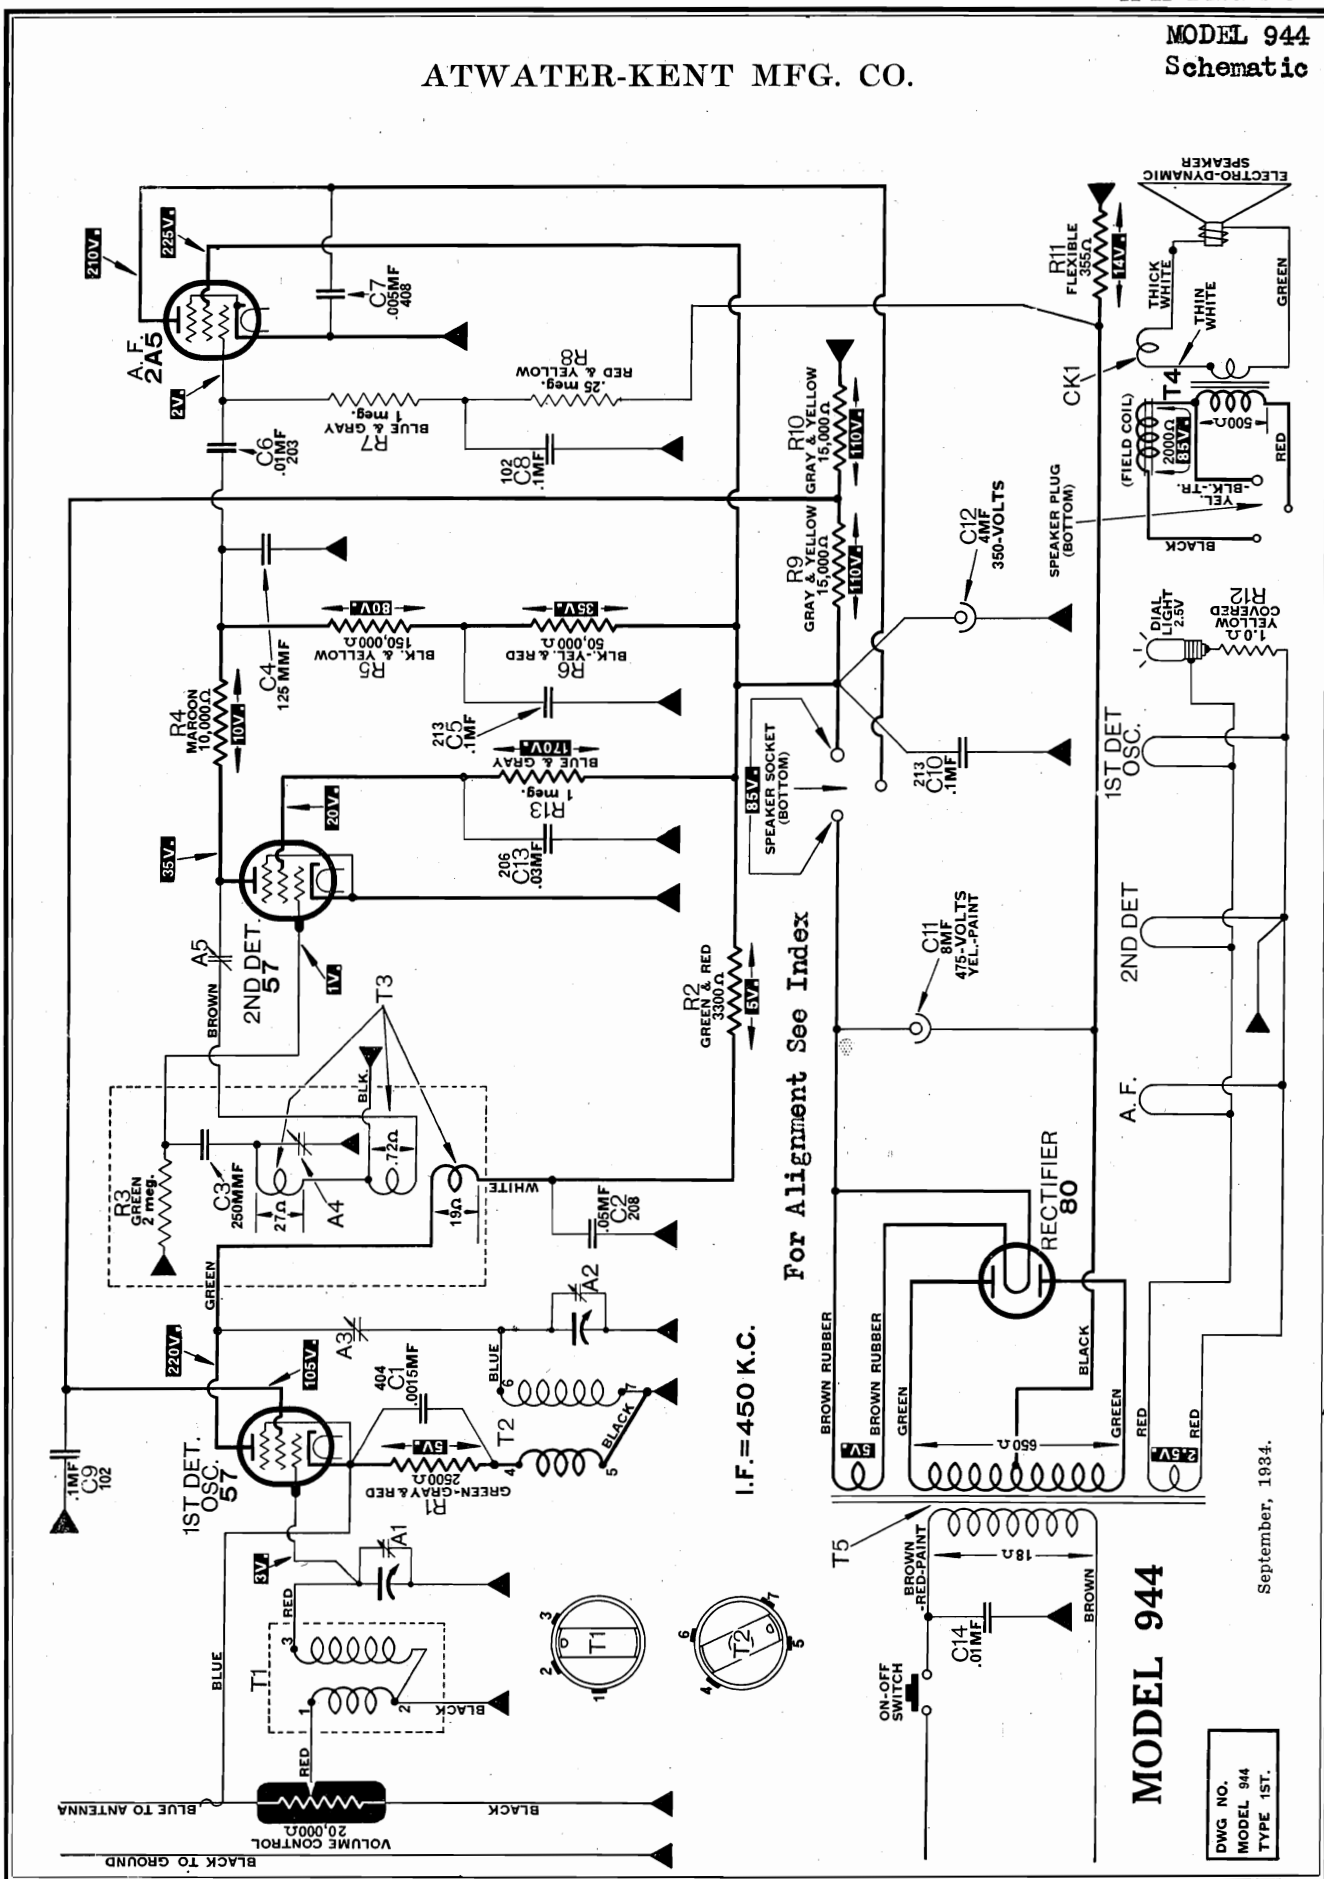 MODEL 944
Schematic
ATWATER-KENT MFG. CO.
ELECTRO-DYNAMIC
SPEAKER
210V.
225V.
A.F.
2A5
2V.
C7
.005MF
408
R11
FLEXIBLE
355Ω
14V.
THICK
WHITE
THIN
WHITE
GREEN
CK1
T4
C6
.01MF
203
R7
BLUE & GRAY
1 meg.
R8
RED & YELLOW
.25 meg.
102
C8
.1MF
R10
GRAY & YELLOW
15,000Ω
110V.
(FIELD COIL)
2000Ω
85V.
500Ω
RED
YEL.
-BLK.-TR.
BLACK
SPEAKER PLUG
(BOTTOM)
R9
GRAY & YELLOW
15,000Ω
110V.
C12
4MF
350-VOLTS
C4
125 MMF
R5
BLK. & YELLOW
150,000Ω
80V.
R6
BLK.-YEL. & RED
50,000Ω
35V.
213
C5
.1MF
R4
MAROON
10,000Ω
10V.
DIAL
LIGHT
2.5V
R12
YELLOW
COVERED
1.0Ω
1ST DET
OSC.
170V.
BLUE & GRAY
1 meg.
R13
20V.
35V.
206
C13
.03MF
85V.
SPEAKER SOCKET
(BOTTOM)
213
C10
.1MF
2ND DET.
57
A5
1V.
BROWN
T3
R2
GREEN & RED
3300Ω
5V.
For Alignment See Index
C11
8MF
475-VOLTS
YEL.-PAINT
2ND DET
A.F.
R3
GREEN
2 meg.
C3
250MMF
27Ω
A4
BLK.
.72Ω
19Ω
WHITE
.05MF
C2
208
GREEN
RECTIFIER
80
220V.
105V.
A3
A2
404
C1
.0015MF
BLUE
6
7
T2
4
5
BLACK
I.F.=450 K.C.
BROWN RUBBER
BROWN RUBBER
GREEN
BLACK
GREEN
RED
RED
5V.
650Ω
2.5V.
.1MF
C9
102
1ST DET.
OSC.
57
5V.
2500Ω
GREEN-GRAY & RED
R1
3V.
A1
BLUE
RED
T1
3
1
2
BLACK
RED
T5
BROWN
-RED-PAINT
18Ω
BROWN
C14
.01MF
ON-OFF
SWITCH
3
2
T1
1
6
7
T2
4
5
BLUE TO ANTENNA
VOLUME CONTROL
20,000Ω
BLACK
BLACK TO GROUND
MODEL 944
September, 1934.
DWG NO.
MODEL 944
TYPE 1ST.